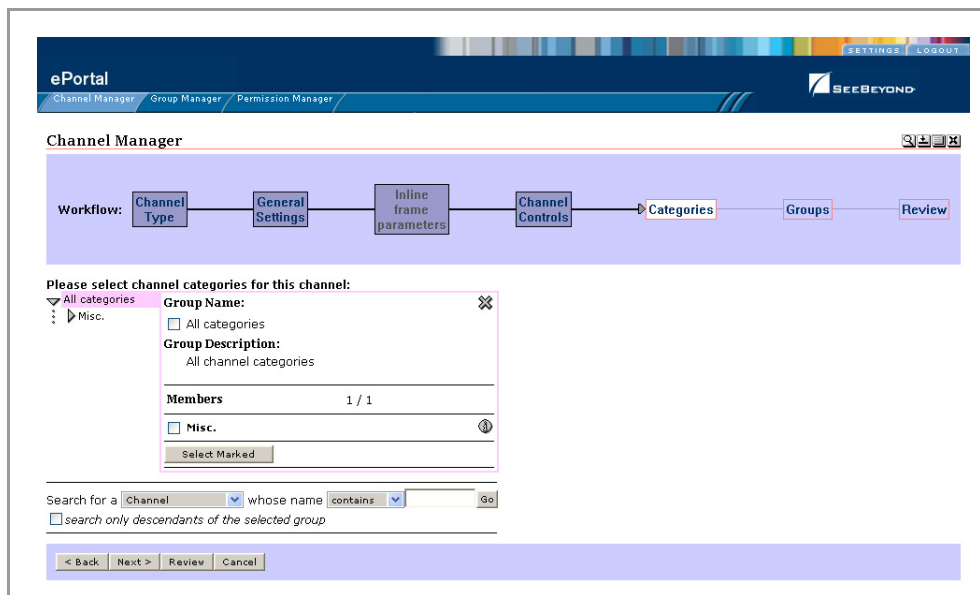 SETTINGS LOGOUT
ePortal
SEEBEYOND
Channel Manager Group Manager Permission Manager
Channel Manager
Workflow: Channel Type General Settings Inline frame parameters Channel Controls Categories Groups Review
Please select channel categories for this channel:
All categories
Misc.
Group Name:
All categories
Group Description:
All channel categories
Members 1 / 1
Misc.
Select Marked
Search for a Channel whose name contains Go
search only descendants of the selected group
< Back Next > Review Cancel